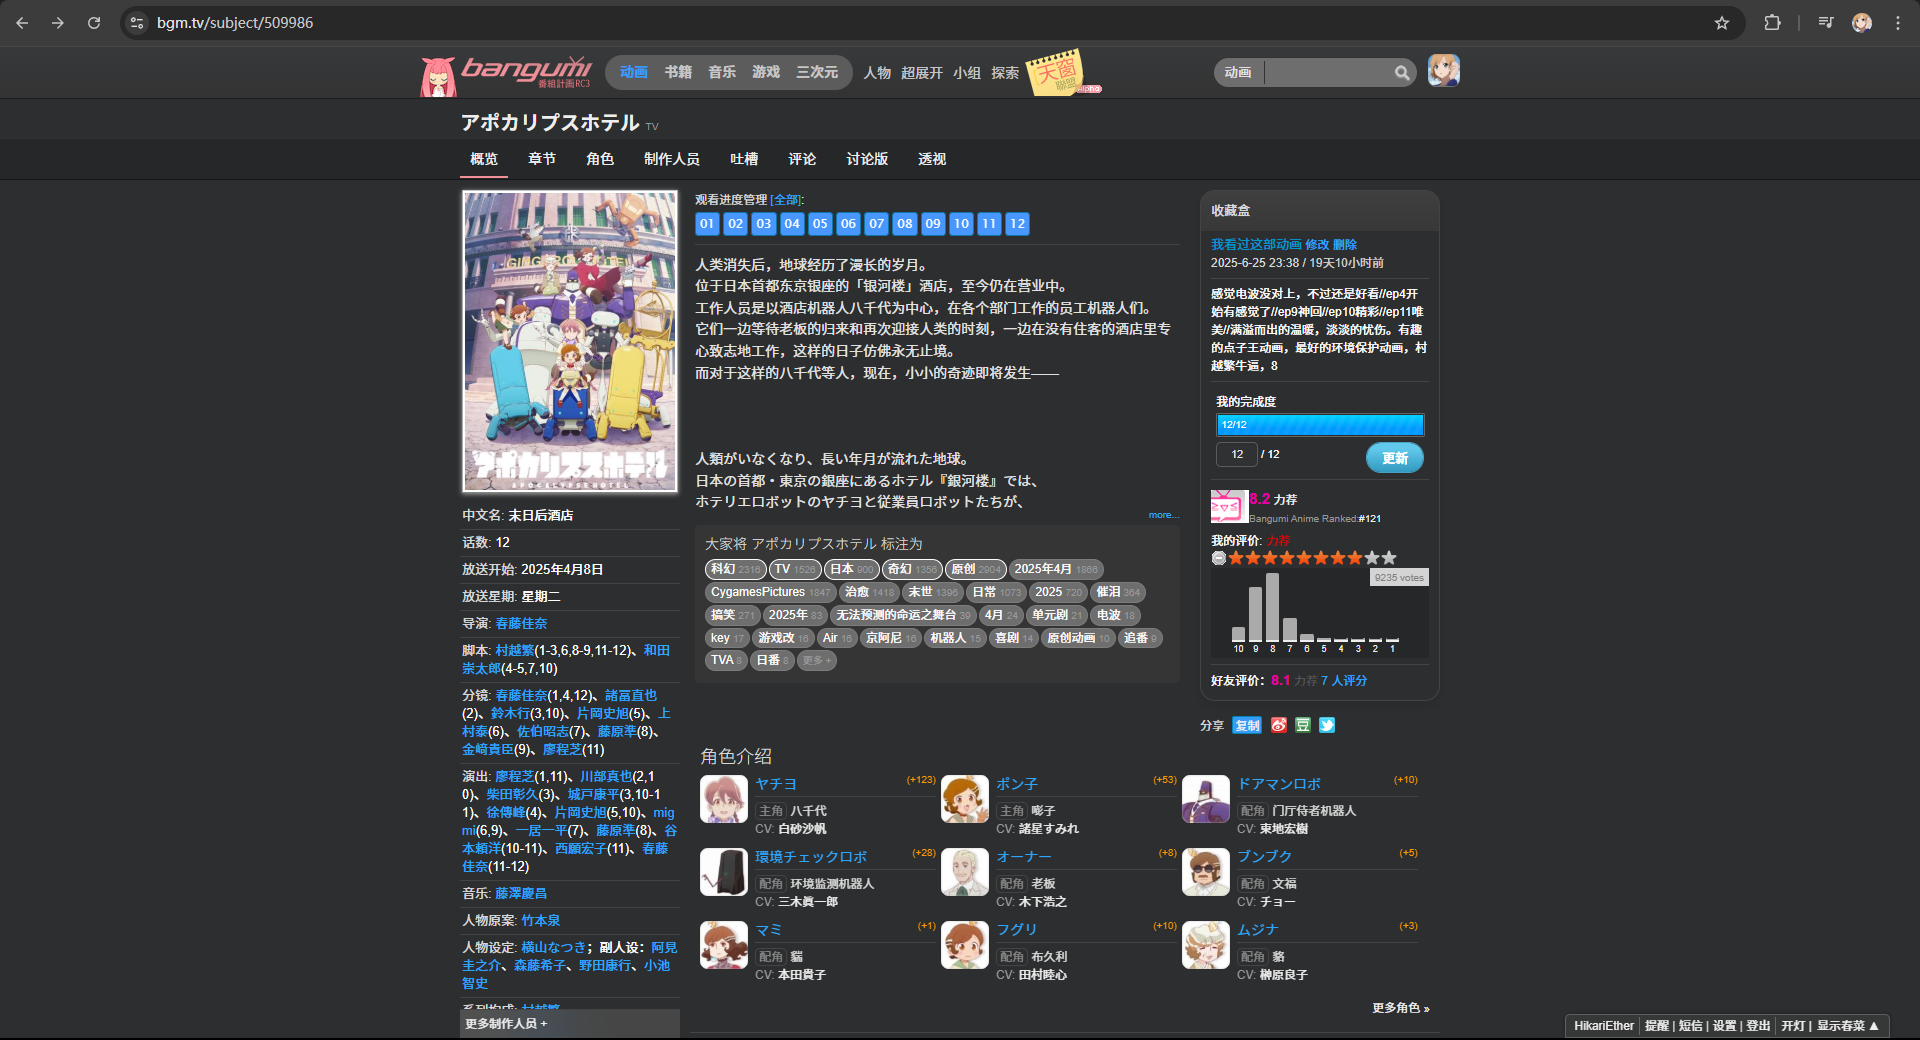 bgm.tv/subject/509986
bangumi
番組計画RC3
动画 书籍 音乐 游戏 三次元 人物 超展开 小组 探索
天窗
联盟
alpha
动画
アポカリプスホテル TV
概览 章节 角色 制作人员 吐槽 评论 讨论版 透视
GINGAROU HOTEL
アポカリプスホテル
APOCALYPSE HOTEL
中文名: 末日后酒店
话数: 12
放送开始: 2025年4月8日
放送星期: 星期二
导演: 春藤佳奈
脚本: 村越繁(1-3,6,8-9,11-12)、和田
崇太郎(4-5,7,10)
分镜: 春藤佳奈(1,4,12)、諸冨直也
(2)、鈴木行(3,10)、片岡史旭(5)、上
村泰(6)、佐伯昭志(7)、藤原準(8)、
金﨑貴臣(9)、廖程芝(11)
演出: 廖程芝(1,11)、川部真也(2,1
0)、柴田彰久(3)、城戸康平(3,10-1
1)、徐傳峰(4)、片岡史旭(5,10)、mig
mi(6,9)、一居一平(7)、藤原準(8)、谷
本頼洋(10-11)、西願宏子(11)、春藤
佳奈(11-12)
音乐: 藤澤慶昌
人物原案: 竹本泉
人物设定: 横山なつき；副人设：阿見
圭之介、森藤希子、野田康行、小池
智史
系列构成: 村越繁
更多制作人员 +
观看进度管理 [全部]:
01 02 03 04 05 06 07 08 09 10 11 12
人类消失后，地球经历了漫长的岁月。
位于日本首都东京银座的「银河楼」酒店，至今仍在营业中。
工作人员是以酒店机器人八千代为中心，在各个部门工作的员工机器人们。
它们一边等待老板的归来和再次迎接人类的时刻，一边在没有住客的酒店里专
心致志地工作，这样的日子仿佛永无止境。
而对于这样的八千代等人，现在，小小的奇迹即将发生——
人類がいなくなり、長い年月が流れた地球。
日本の首都・東京の銀座にあるホテル『銀河楼』では、
ホテリエロボットのヤチヨと従業員ロボットたちが、
more...
大家将 アポカリプスホテル 标注为
科幻 2316 TV 1526 日本 900 奇幻 1356 原创 2904 2025年4月 1866
CygamesPictures 1847 治愈 1418 末世 1396 日常 1073 2025 720 催泪 364
搞笑 271 2025年 83 无法预测的命运之舞台 39 4月 24 单元剧 21 电波 18
key 17 游戏改 16 Air 16 京阿尼 16 机器人 15 喜剧 14 原创动画 10 追番 9
TVA 8 日番 8 更多 +
角色介绍
ヤチヨ (+123)
主角 八千代
CV: 白砂沙帆
ポン子 (+53)
主角 嘭子
CV: 諸星すみれ
ドアマンロボ (+10)
配角 门厅侍者机器人
CV: 東地宏樹
環境チェックロボ (+28)
配角 环境监测机器人
CV: 三木眞一郎
オーナー (+8)
配角 老板
CV: 木下浩之
ブンブク (+5)
配角 文福
CV: チョー
マミ (+1)
配角 貓
CV: 本田貴子
フグリ (+10)
配角 布久利
CV: 田村睦心
ムジナ (+3)
配角 貉
CV: 榊原良子
更多角色 »
收藏盒
我看过这部动画 修改 删除
2025-6-25 23:38 / 19天10小时前
感觉电波没对上，不过还是好看//ep4开
始有感觉了//ep9神回//ep10精彩//ep11唯
美//满溢而出的温暖，淡淡的忧伤。有趣
的点子王动画，最好的环境保护动画，村
越繁牛逼，8
我的完成度
12/12
12 / 12 更新
8.2 力荐
Bangumi Anime Ranked:#121
我的评价: 力荐
9235 votes
10 9 8 7 6 5 4 3 2 1
好友评价：8.1 力荐 7 人评分
分享 复制 豆
HikariEther 提醒 | 短信 | 设置 | 登出 开灯 | 显示春菜 ▲